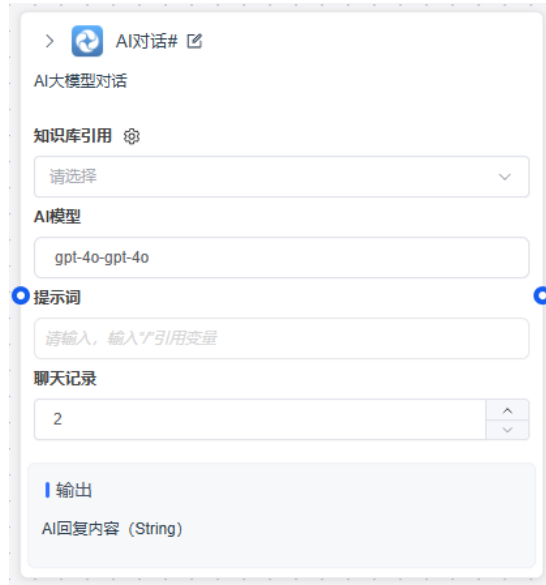 AI对话#
AI大模型对话
知识库引用
请选择
AI模型
gpt-4o-gpt-4o
提示词
请输入，输入"/"引用变量
聊天记录
2
输出
AI回复内容（String）